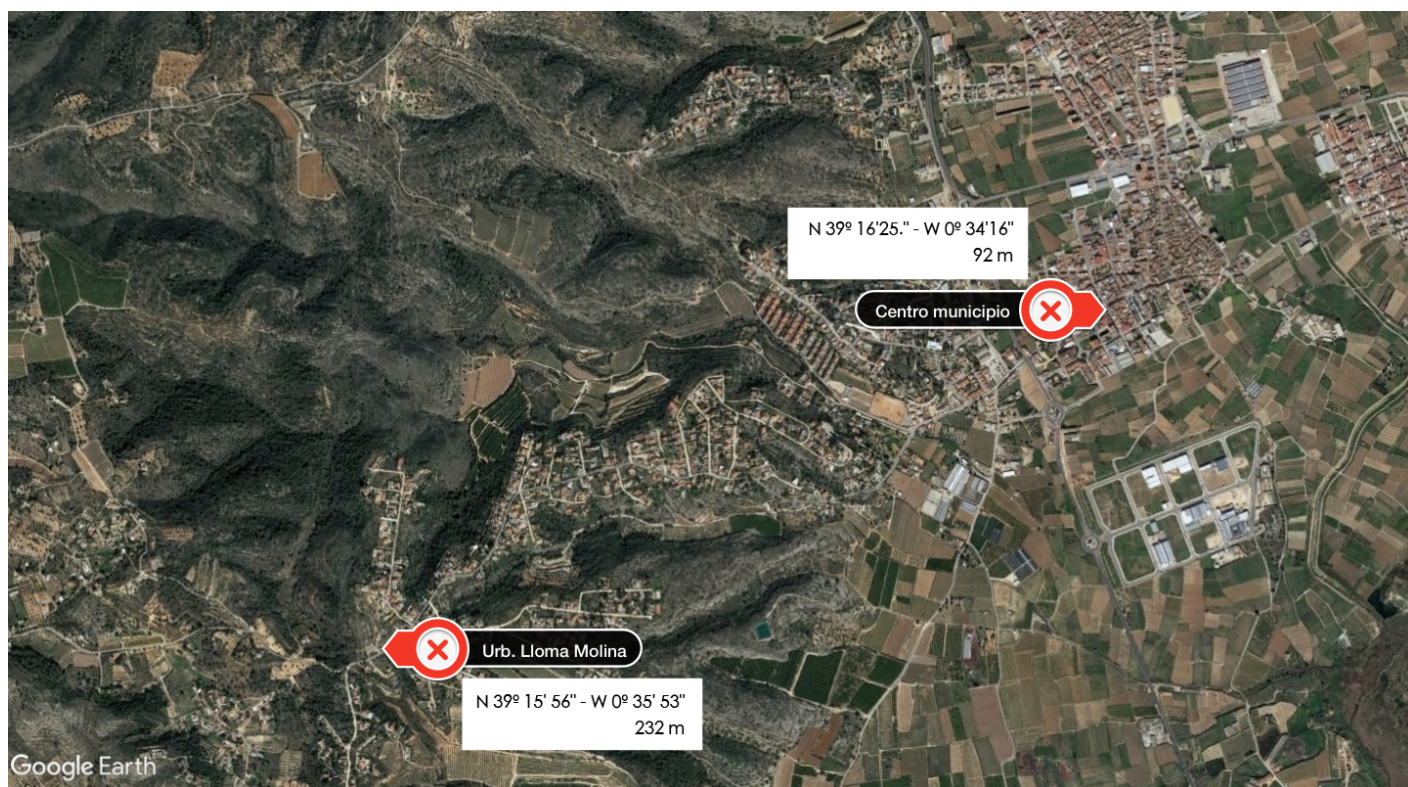 N 39º 16'25." - W 0º 34'16"
92 m
Centro municipio
Urb. Lloma Molina
N 39º 15' 56" - W 0º 35' 53"
232 m
Google Earth